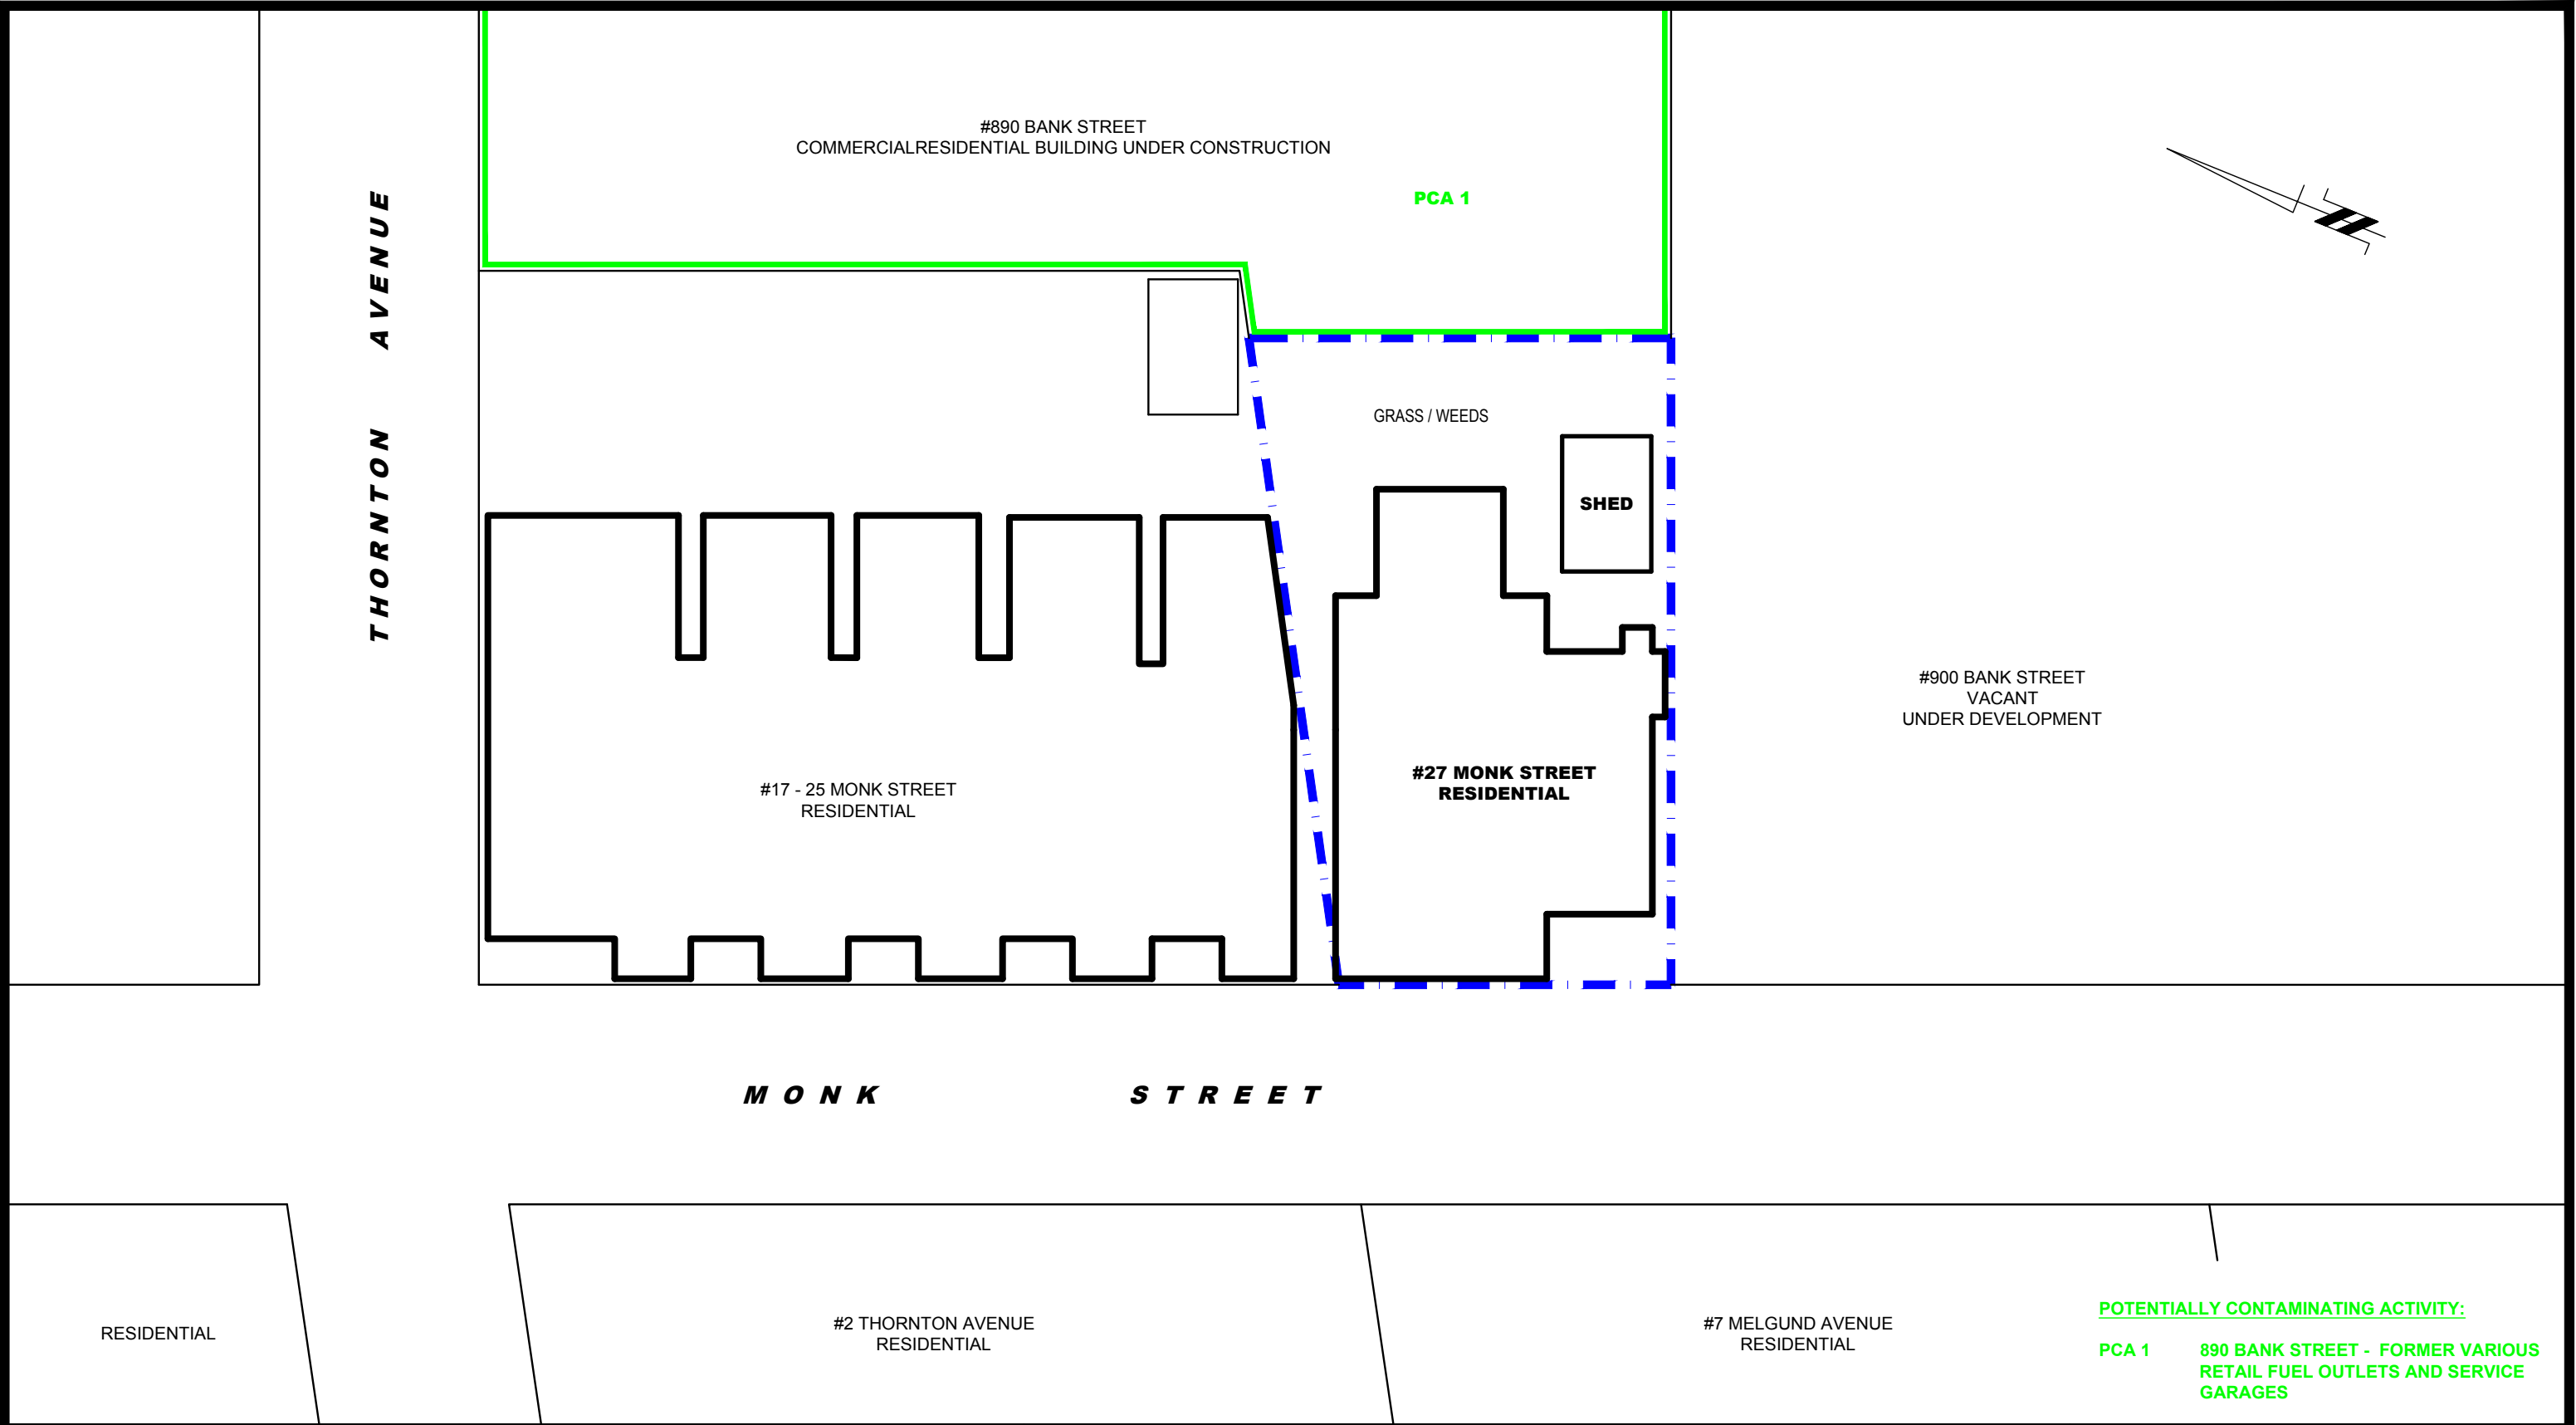 #890 BANK STREET
COMMERCIALRESIDENTIAL BUILDING UNDER CONSTRUCTION
PCA 1
THORNTON AVENUE
GRASS / WEEDS
SHED
#900 BANK STREET
VACANT
UNDER DEVELOPMENT
#27 MONK STREET
RESIDENTIAL
#17 - 25 MONK STREET
RESIDENTIAL
MONK STREET
RESIDENTIAL
#2 THORNTON AVENUE
RESIDENTIAL
#7 MELGUND AVENUE
RESIDENTIAL
POTENTIALLY CONTAMINATING ACTIVITY:
PCA 1 890 BANK STREET - FORMER VARIOUS
RETAIL FUEL OUTLETS AND SERVICE
GARAGES